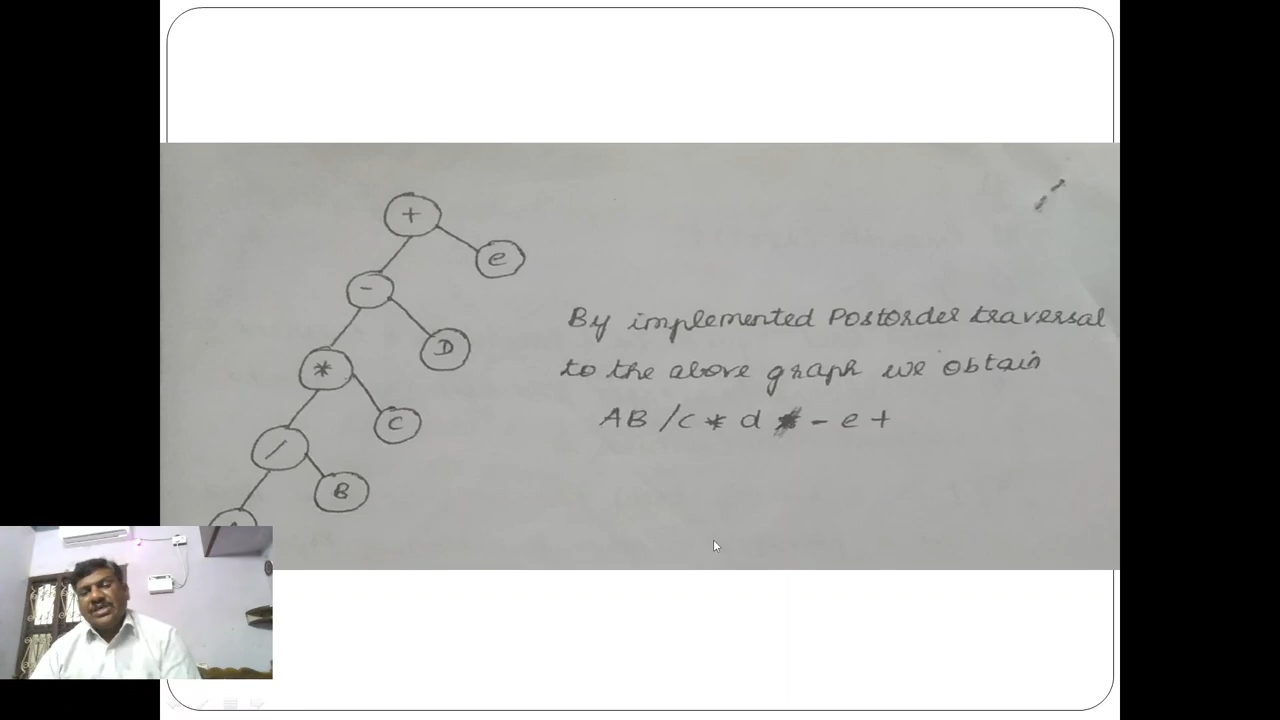 +
e
-
D
*
C
/
B
By implemented Postorder traversal
to the above graph we obtain
AB/c * d - e +